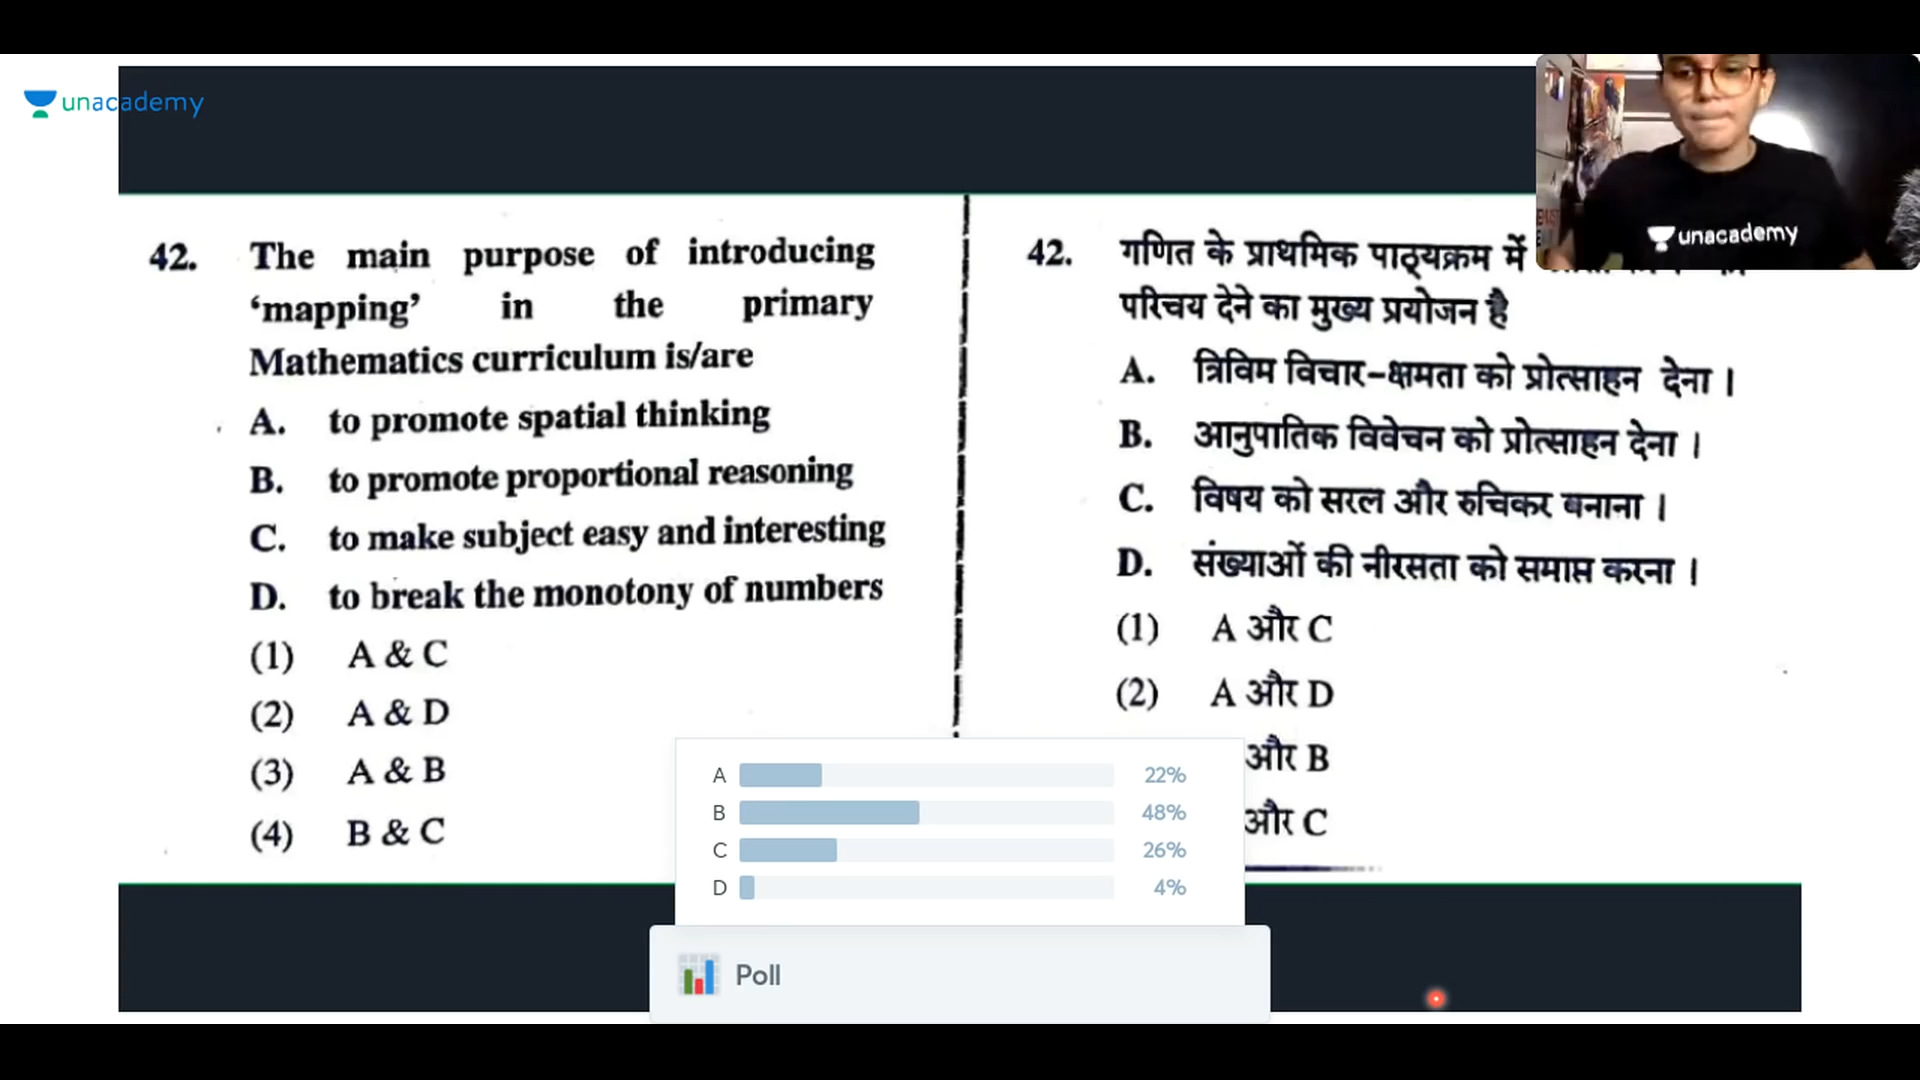 unacademy
42. The main purpose of introducing
‘mapping’ in the primary
Mathematics curriculum is/are
A. to promote spatial thinking
B. to promote proportional reasoning
C. to make subject easy and interesting
D. to break the monotony of numbers
(1) A & C
(2) A & D
(3) A & B
(4) B & C
42. गणित के प्राथमिक पाठ्यक्रम में
परिचय देने का मुख्य प्रयोजन है
A. त्रिविम विचार-क्षमता को प्रोत्साहन देना ।
B. आनुपातिक विवेचन को प्रोत्साहन देना ।
C. विषय को सरल और रुचिकर बनाना ।
D. संख्याओं की नीरसता को समाप्त करना ।
(1) A और C
(2) A और D
और B
और C
unacademy
A 22%
B 48%
C 26%
D 4%
Poll